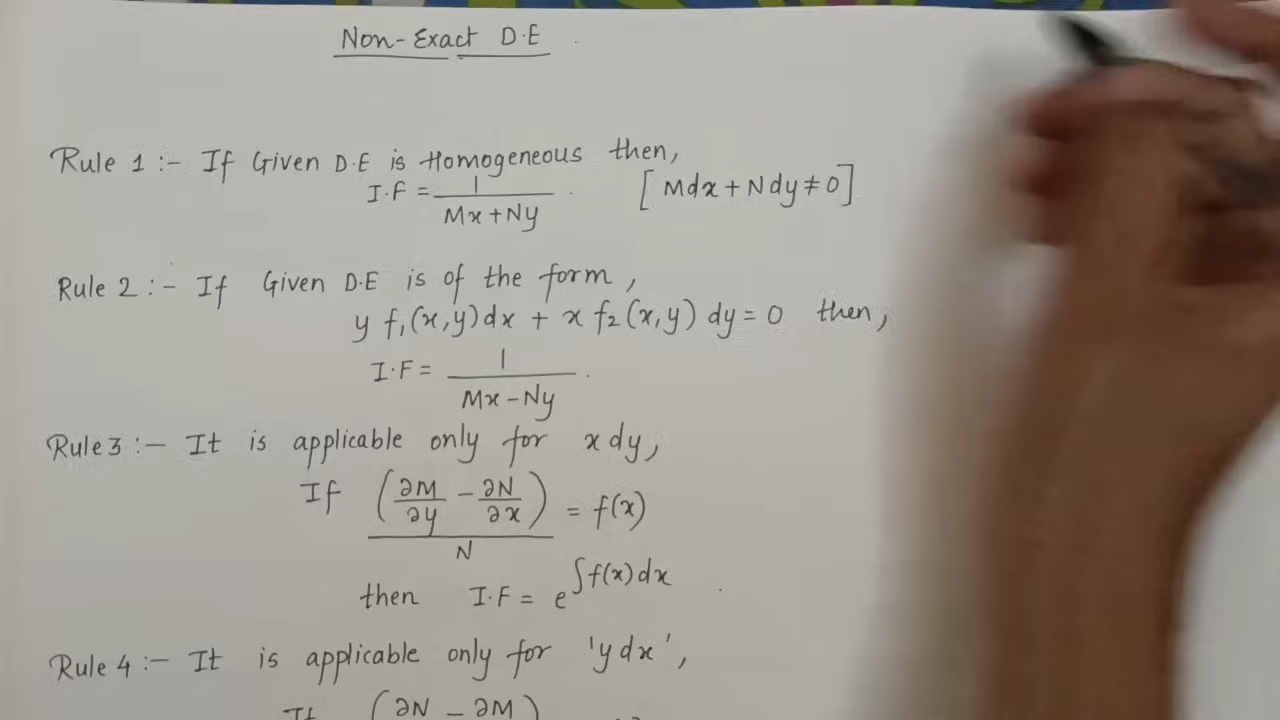 Non-Exact D.E
Rule 1 :- If Given D.E is Homogeneous then,
I.F = 1/(Mx+Ny) [Mdx+Ndy≠0]
Rule 2 :- If Given D.E is of the form,
y f₁(x,y)dx + x f₂(x,y) dy = 0 then,
I.F = 1/(Mx-Ny)
Rule 3 :- It is applicable only for xdy,
If (∂M/∂y - ∂N/∂x)/N = f(x)
then I.F = e^∫f(x)dx
Rule 4 :- It is applicable only for 'ydx',
(∂N - ∂M)